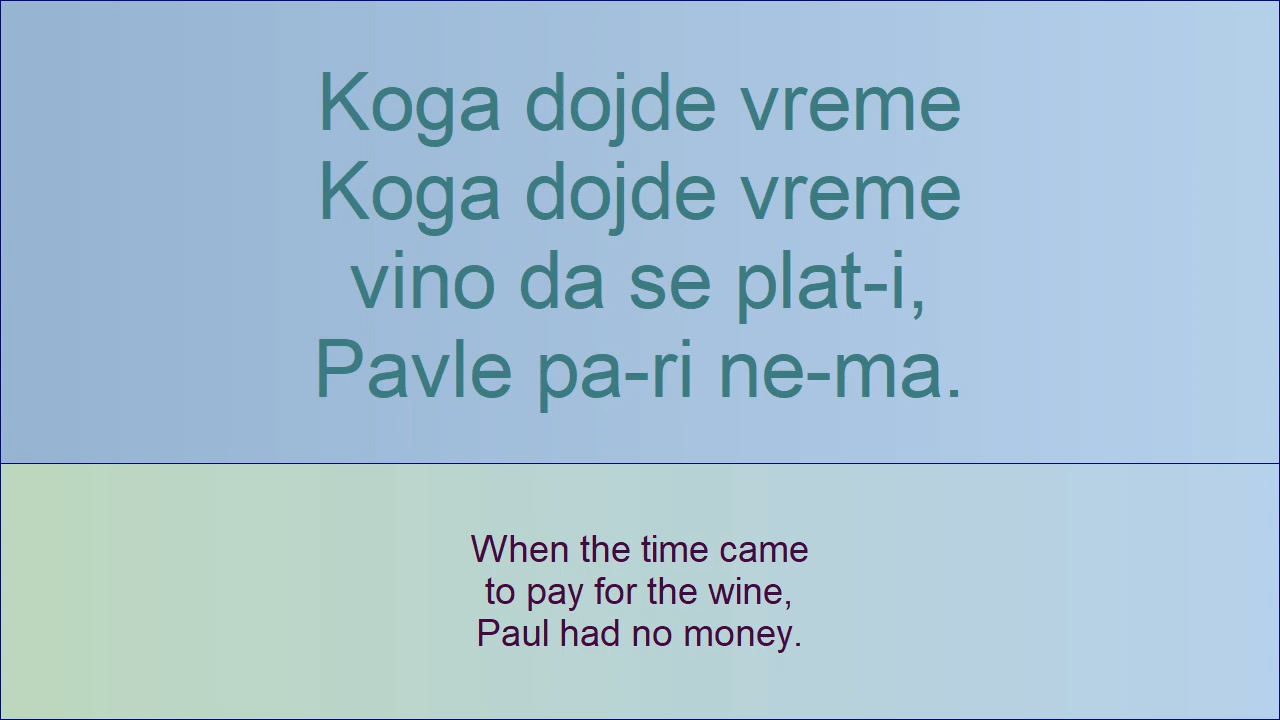 Koga dojde vreme
Koga dojde vreme
vino da se plat-i,
Pavle pa-ri ne-ma.
When the time came
to pay for the wine,
Paul had no money.